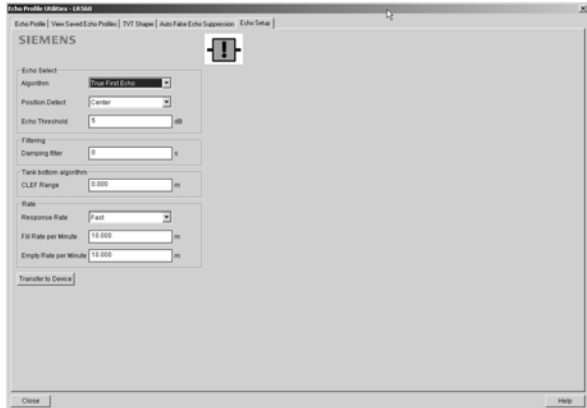 Echo Profile Utilities - LR560
Echo Profile | View Saved Echo Profiles | TVT Shaper | Auto False Echo Suppression | Echo Setup
SIEMENS
Echo Select
Algorithm True First Echo
Position Detect Center
Echo Threshold 5 dB
Filtering
Damping filter 0 s
Tank bottom algorithm
CLEF Range 0.000 m
Rate
Response Rate Fast
Fill Rate per Minute 10.000 m
Empty Rate per Minute 10.000 m
Transfer to Device
Close Help